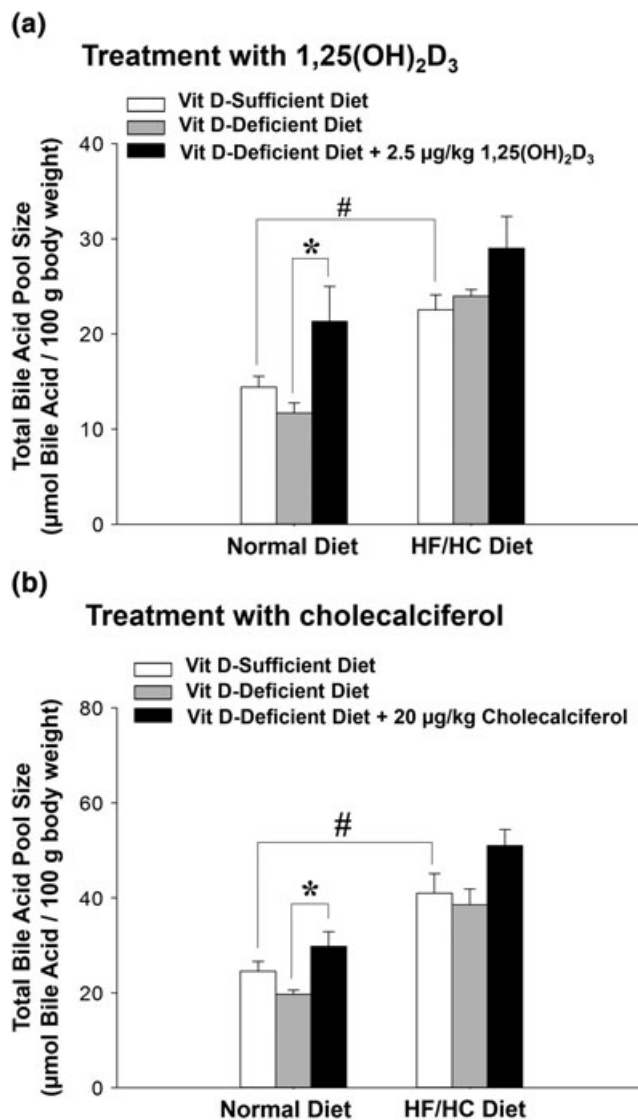 (a)
Treatment with 1,25(OH)₂D₃
Vit D-Sufficient Diet
Vit D-Deficient Diet
Vit D-Deficient Diet + 2.5 µg/kg 1,25(OH)₂D₃
Total Bile Acid Pool Size
(µmol Bile Acid / 100 g body weight)
40
30
20
10
0
#
*
Normal Diet
HF/HC Diet
(b)
Treatment with cholecalciferol
Vit D-Sufficient Diet
Vit D-Deficient Diet
Vit D-Deficient Diet + 20 µg/kg Cholecalciferol
Total Bile Acid Pool Size
(µmol Bile Acid / 100 g body weight)
80
60
40
20
0
#
*
Normal Diet
HF/HC Diet